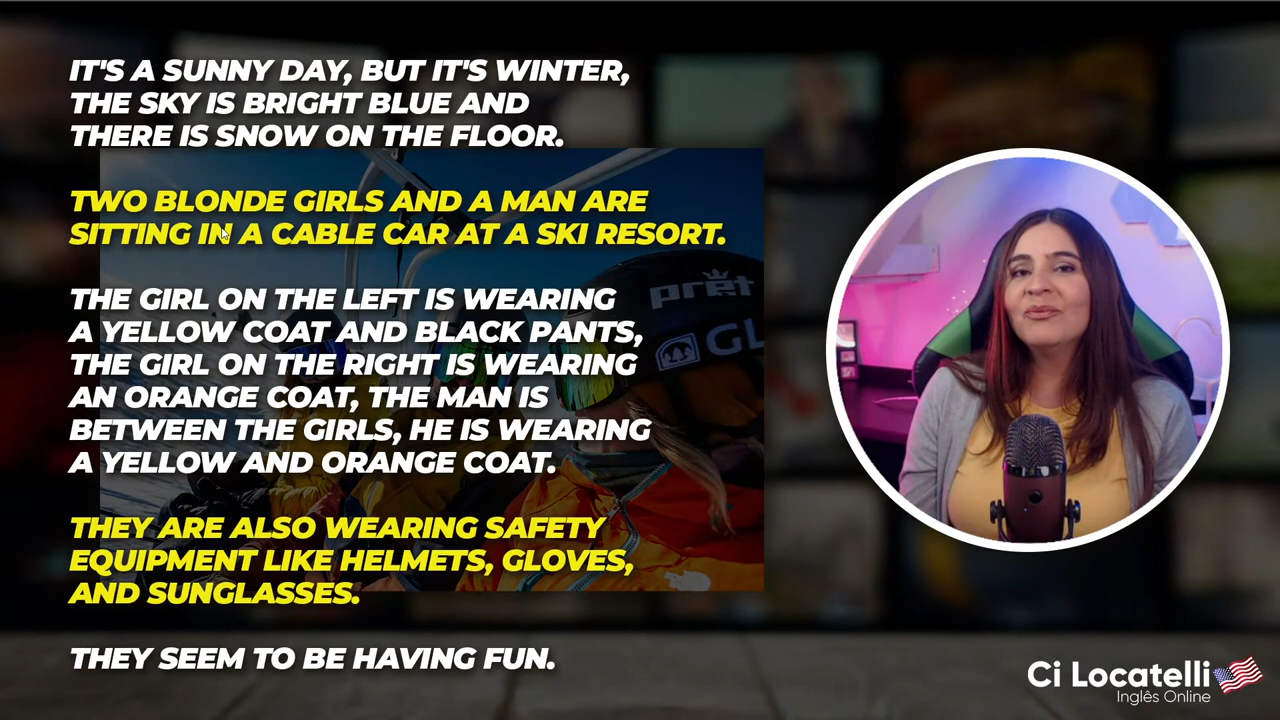 IT'S A SUNNY DAY, BUT IT'S WINTER,
THE SKY IS BRIGHT BLUE AND
THERE IS SNOW ON THE FLOOR.
TWO BLONDE GIRLS AND A MAN ARE
SITTING IN A CABLE CAR AT A SKI RESORT.
THE GIRL ON THE LEFT IS WEARING
A YELLOW COAT AND BLACK PANTS,
THE GIRL ON THE RIGHT IS WEARING
AN ORANGE COAT, THE MAN IS
BETWEEN THE GIRLS, HE IS WEARING
A YELLOW AND ORANGE COAT.
THEY ARE ALSO WEARING SAFETY
EQUIPMENT LIKE HELMETS, GLOVES,
AND SUNGLASSES.
THEY SEEM TO BE HAVING FUN.
prêt
GL
Ci Locatelli
Inglês Online